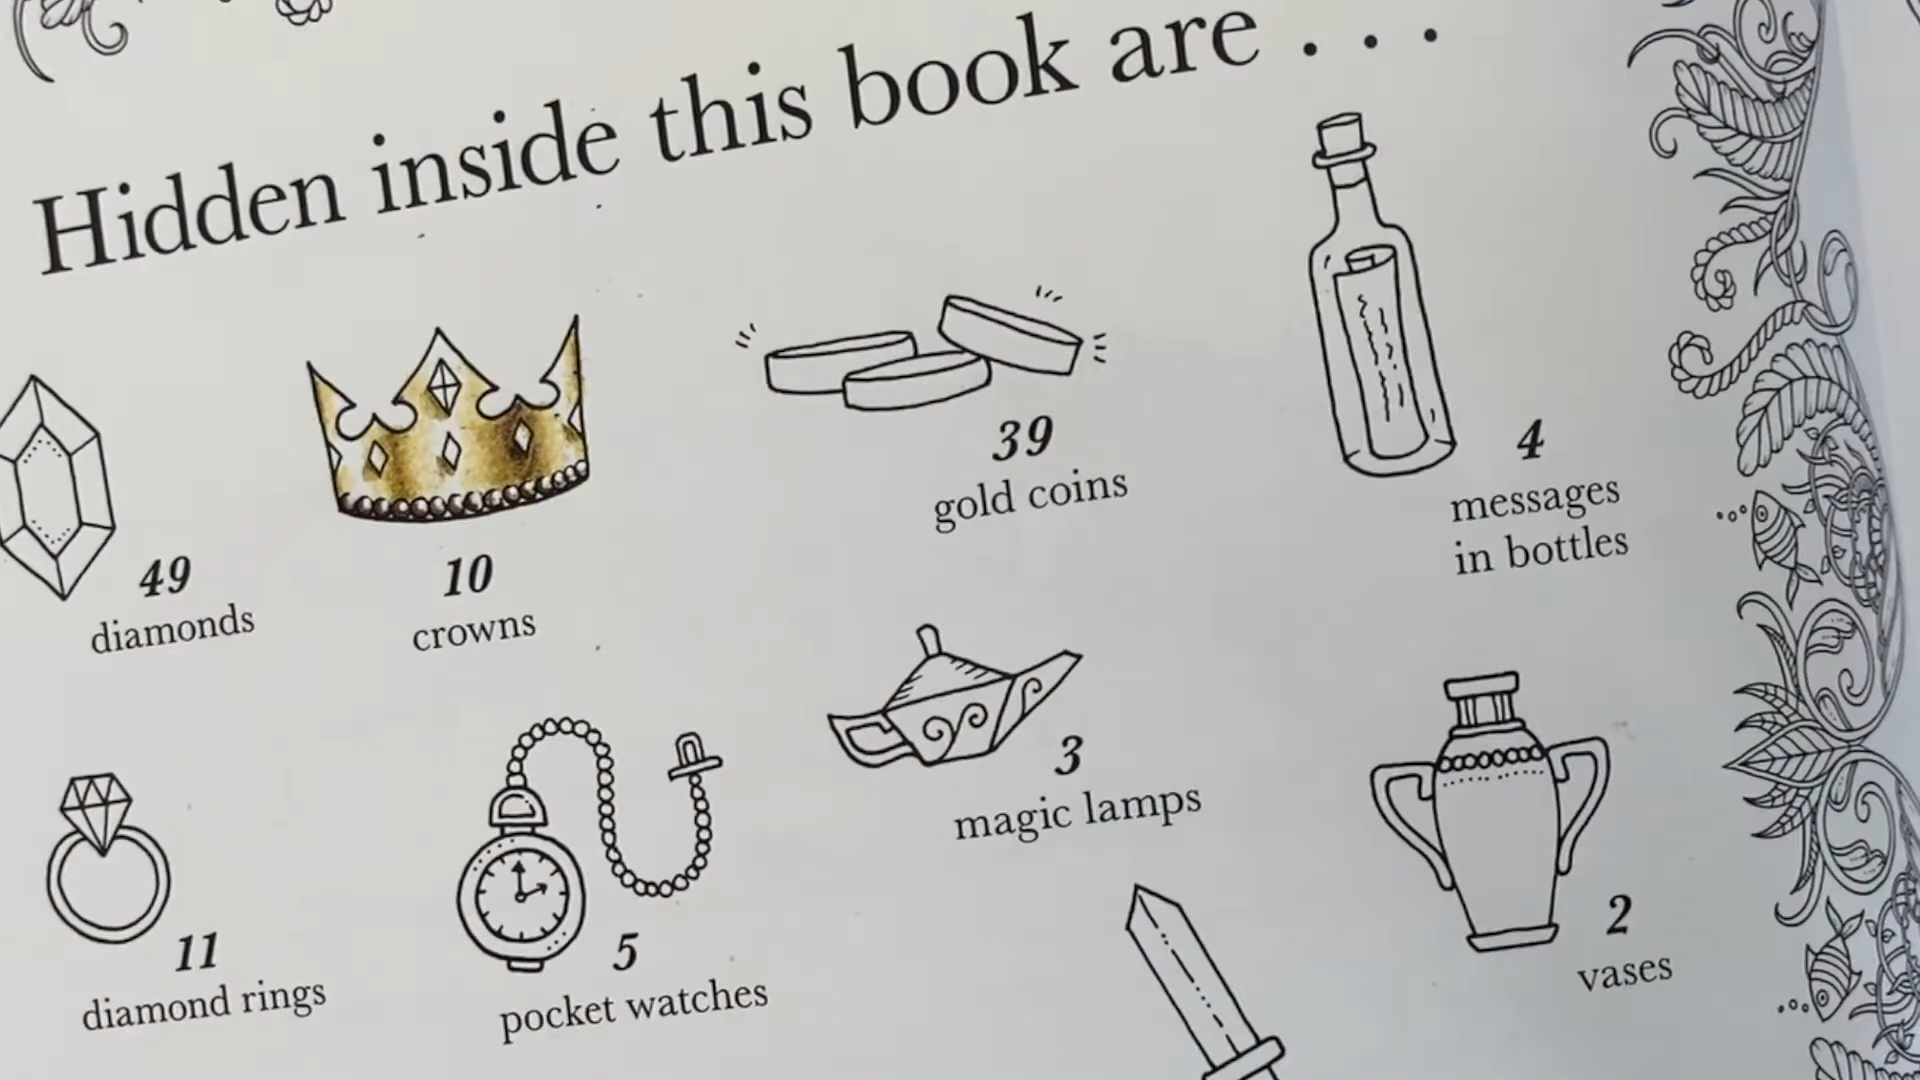 Hidden inside this book are . . .
49
diamonds
10
crowns
39
gold coins
4
messages
in bottles
11
diamond rings
5
pocket watches
3
magic lamps
2
vases